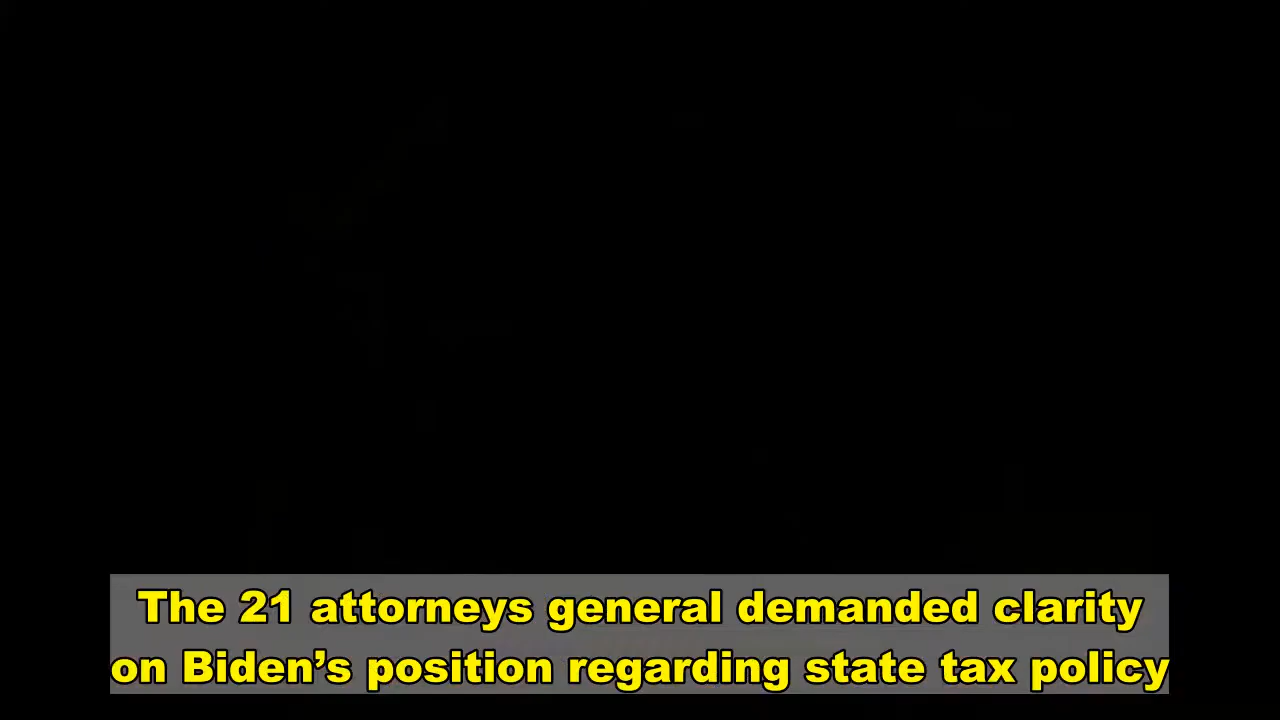 The 21 attorneys general demanded clarity
on Biden’s position regarding state tax policy